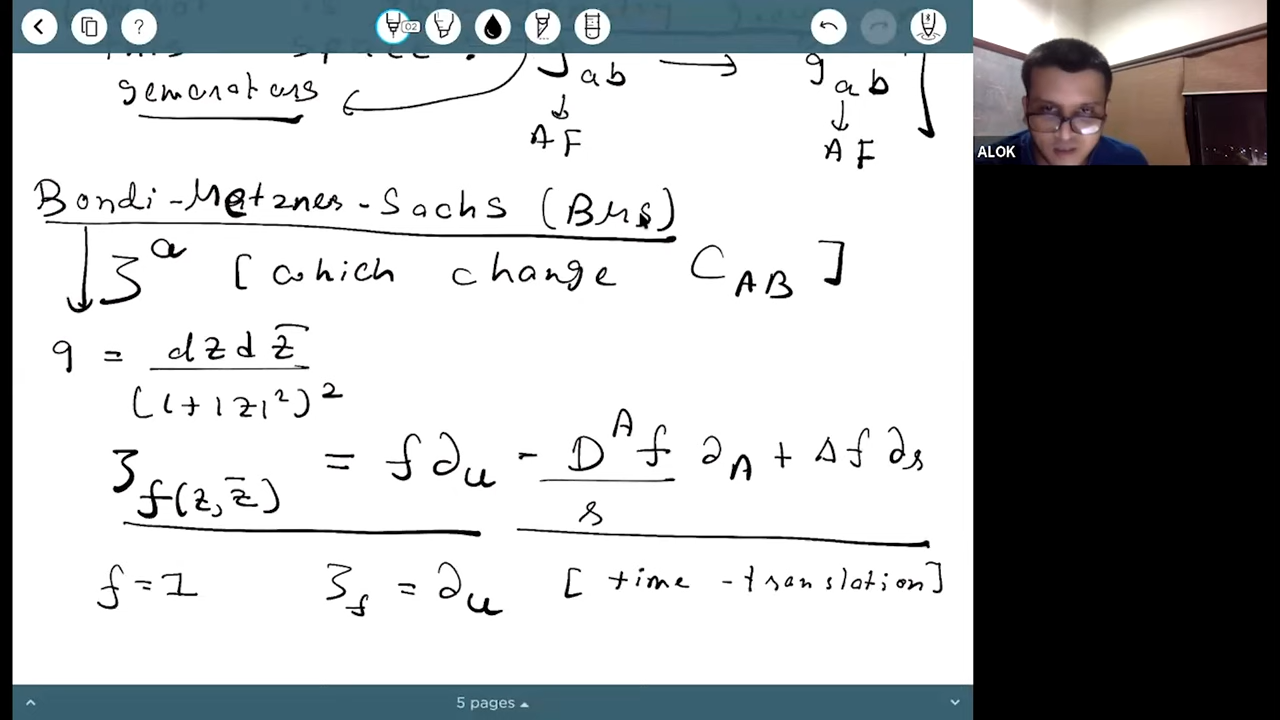 generators
ab → g ab
↓ ↓
AF AF
ALOK
Bondi-Metzner-Sachs (BMS)
ξ^a [which change C_AB]
q = dz dz̄ / (1+|z|²)²
ξ_f(z,z̄) = f∂_u - D^A f / r ∂_A + Δf ∂_r
f=1 ξ_f = ∂_u [time-translation]
5 pages